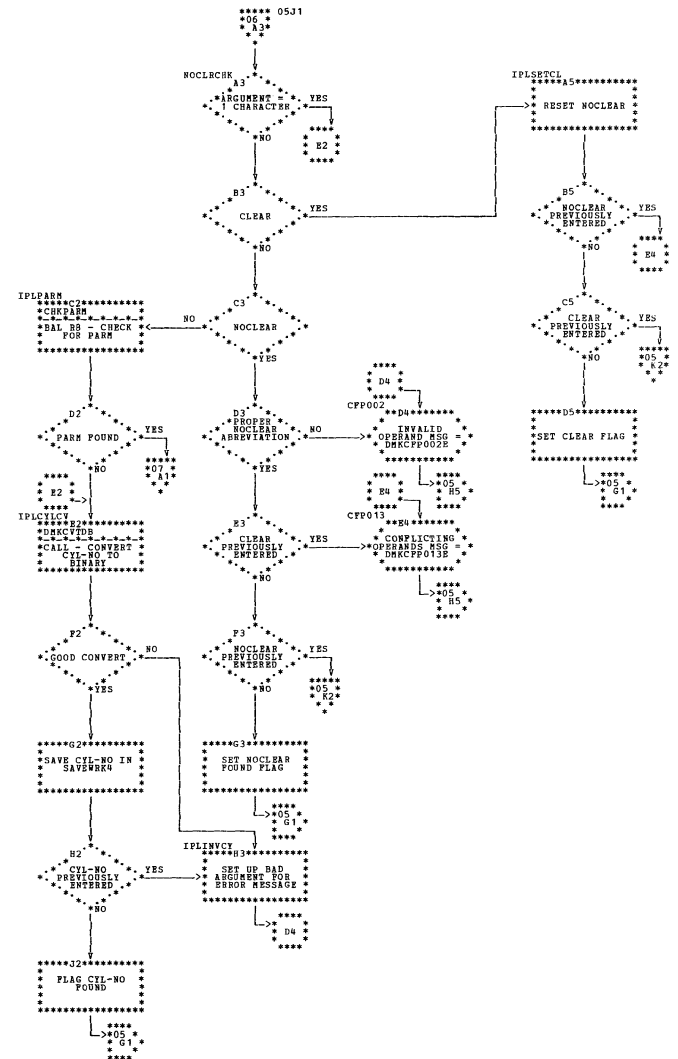 05J1
06
A3
NOCLRCHK
A3
ARGUMENT =
1 CHARACTER
YES
E2
NO
IPLSETCL
A5
RESET NOCLEAR
B3
CLEAR
YES
NO
B5
NOCLEAR
PREVIOUSLY
ENTERED
YES
E4
NO
IPLPARM
C2
CHKPARM
BAL R8 - CHECK
FOR PARM
NO
C3
NOCLEAR
YES
C5
CLEAR
PREVIOUSLY
ENTERED
YES
05
K2
NO
D2
PARM FOUND
YES
07
A1
NO
D3
PROPER
NOCLEAR
ABREVIATION
NO
YES
D4
CFP002
D4
INVALID
OPERAND MSG =
DMKCFP002E
05
H5
D5
SET CLEAR FLAG
05
G1
E2
IPLCYLCV
E2
DMKCVTDB
CALL - CONVERT
CYL-NO TO
BINARY
E3
CLEAR
PREVIOUSLY
ENTERED
YES
NO
E4
CFP013
E4
CONFLICTING
OPERANDS MSG =
DMKCFP013E
05
H5
F2
GOOD CONVERT
NO
YES
F3
NOCLEAR
PREVIOUSLY
ENTERED
YES
05
K2
NO
G2
SAVE CYL-NO IN
SAVEWRK4
G3
SET NOCLEAR
FOUND FLAG
05
G1
H2
CYL-NO
PREVIOUSLY
ENTERED
YES
NO
IPLINVCY
H3
SET UP BAD
ARGUMENT FOR
ERROR MESSAGE
D4
J2
FLAG CYL-NO
FOUND
05
G1